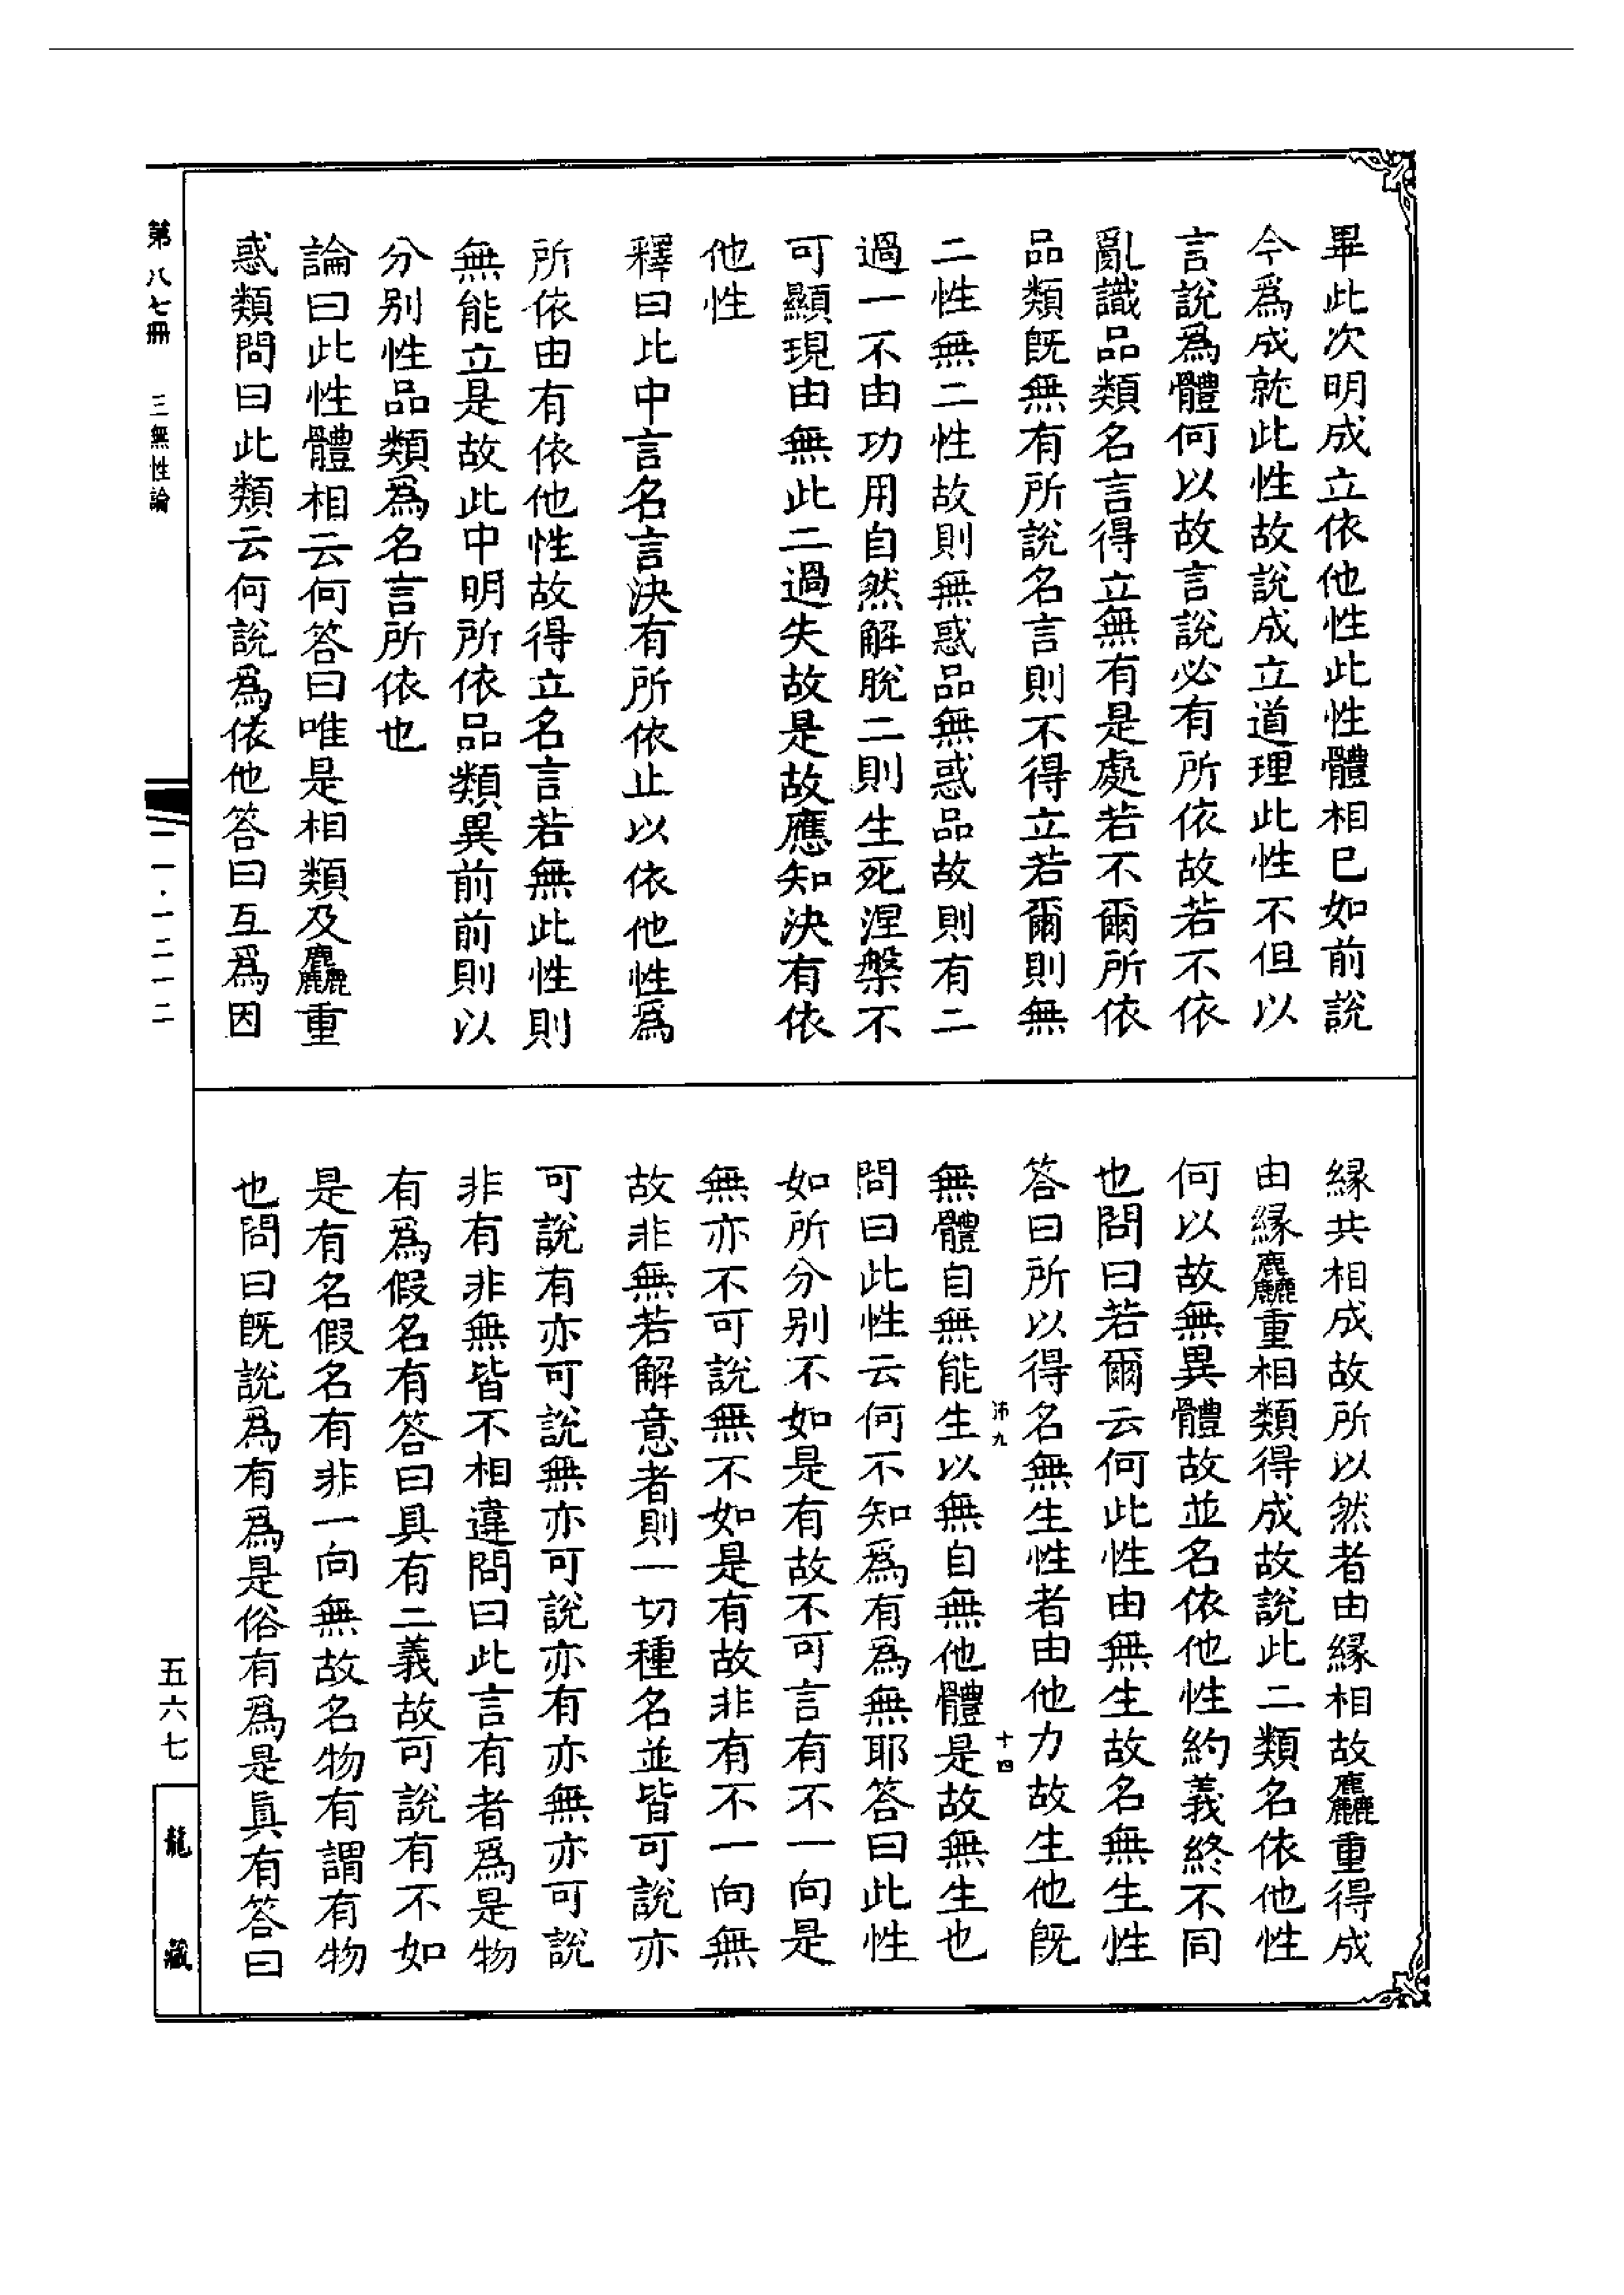 畢此次明成立依他性此性體相已如前說
今爲成就此性故說成立道理此性不但以
言說爲體何以故言說必有所依故若不依
亂識品類名言得立無有是處若不爾所依
品類旣無有所說名言則不得立若爾則無
二性無二性故則無惑品無惑品故則有二
過一不由功用自然解脫二則生死涅槃不
可顯現由無此二過失故是故應知決有依
他性
釋曰此中言名言決有所依止以依他性爲
所依由有依他性故得立名言若無此性則
無能立是故此中明所依品類異前前則以
分別性品類爲名言所依也
論曰此性體相云何答曰唯是相類及麤重
惑類問曰此類云何說爲依他答曰互爲因
第八七冊 三無性論
二一·一二一二
緣共相成故所以然者由緣相故麤重得成
由緣麤重相類得成故說此二類名依他性
何以故無異體故並名依他性約義終不同
也問曰若爾云何此性由無生故名無生性
答曰所以得名無生性者由他力故生他旣
沛九 十四
無體自無能生以無自無他體是故無生也
問曰此性云何不知爲有爲無耶答曰此性
如所分別不如是有故不可言有不一向是
無亦不可說無不如是有故非有不一向無
故非無若解意者則一切種名並皆可說亦
可說有亦可說無亦可說亦有亦無亦可說
非有非無皆不相違問曰此言有者爲是物
有爲假名有答曰具有二義故可說有不如
是有名假名有非一向無故名物有謂有物
也問曰旣說爲有爲是俗有爲是眞有答曰
五六七
龍藏